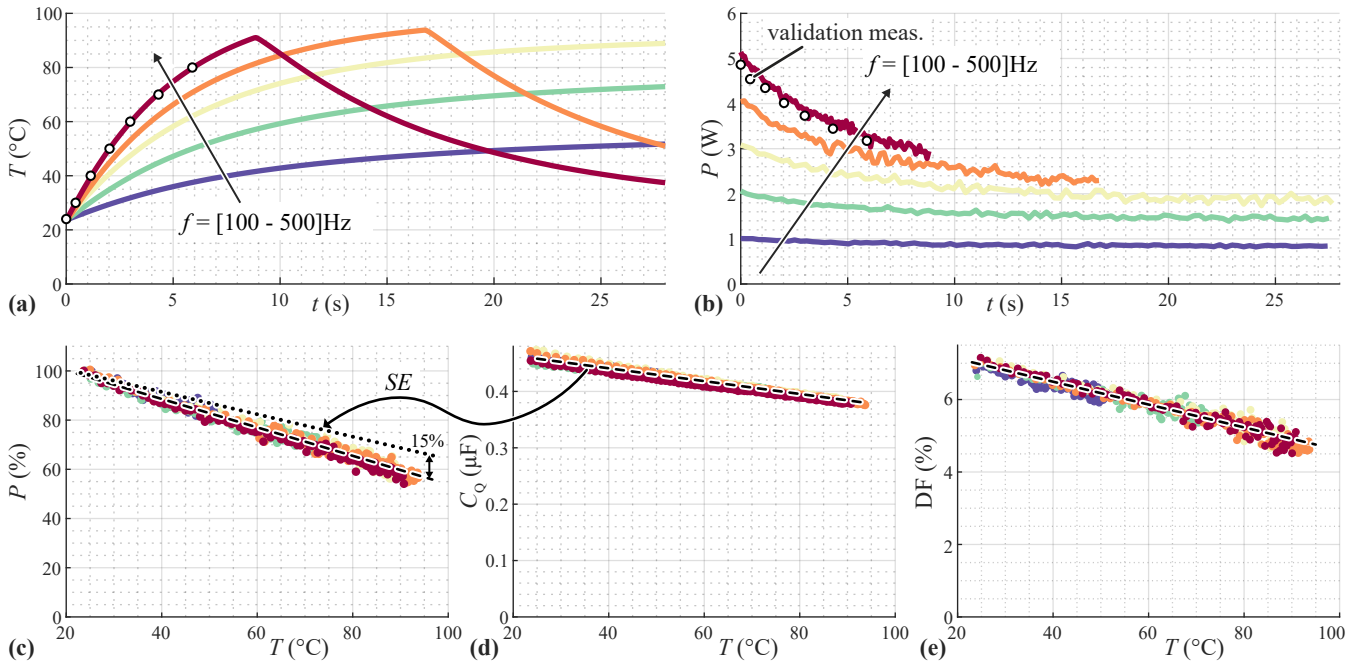 100
80
60
40
20
0
T (°C)
f = [100 - 500]Hz
0 5 10 15 20 25
(a)
t (s)
6
5
4
3
2
1
0
P (W)
validation meas.
f = [100 - 500]Hz
0 5 10 15 20 25
(b)
t (s)
100
80
60
40
20
0
P (%)
SE
15%
20 40 60 80 100
(c)
T (°C)
0.4
0.3
0.2
0.1
0
C_Q (µF)
20 40 60 80 100
(d)
T (°C)
6
4
2
0
DF (%)
20 40 60 80 100
(e)
T (°C)